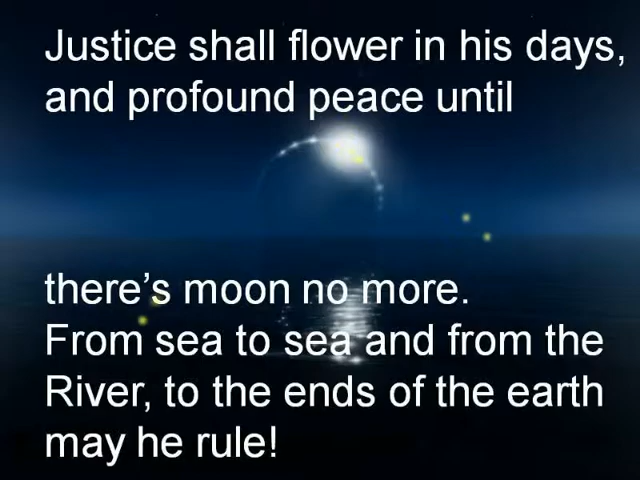 Justice shall flower in his days,
and profound peace until
there’s moon no more.
From sea to sea and from the
River, to the ends of the earth
may he rule!